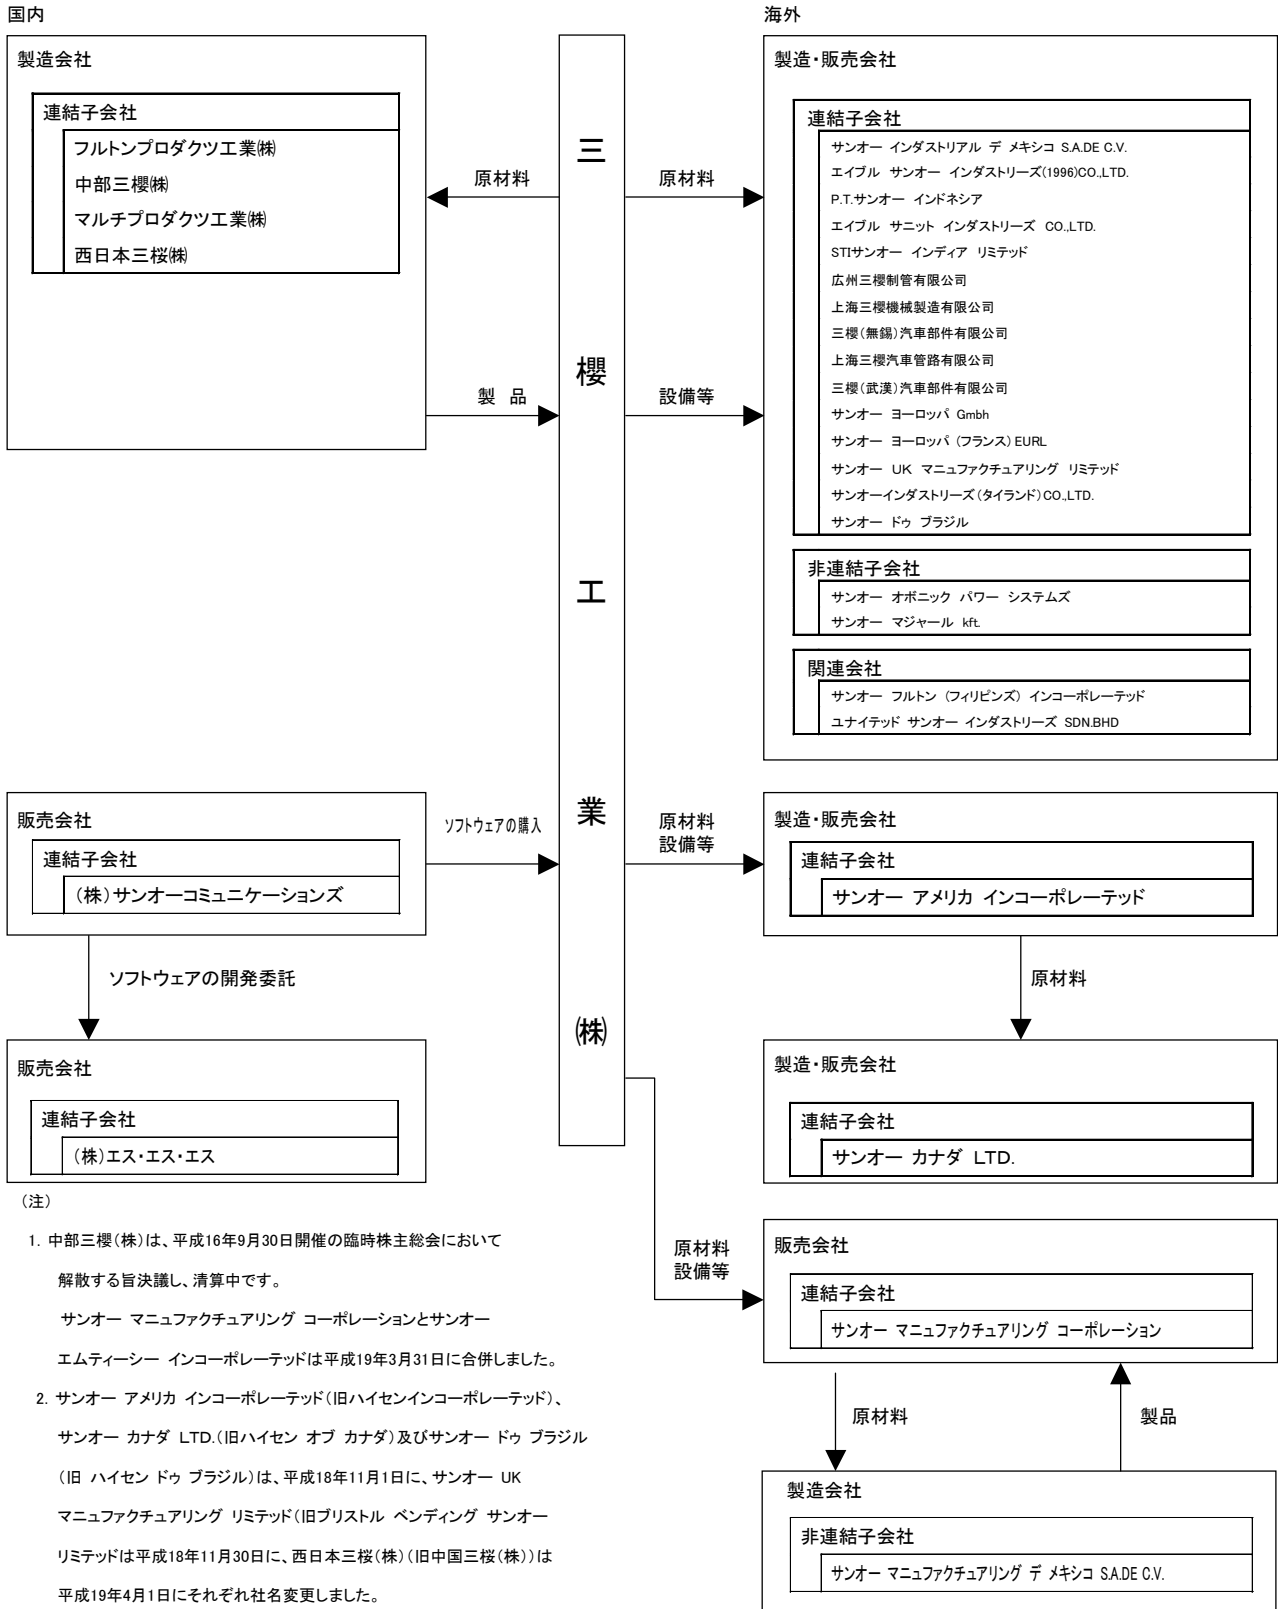 国内
製造会社
連結子会社
フルトンプロダクツ工業㈱
中部三櫻㈱
マルチプロダクツ工業㈱
西日本三桜㈱
原材料
製 品
三
櫻
工
業
㈱
原材料
設備等
海外
製造・販売会社
連結子会社
サンオー インダストリアル デ メキシコ S.A.DE C.V.
エイブル サンオー インダストリーズ(1996)CO.,LTD.
P.T.サンオー インドネシア
エイブル サニット インダストリーズ CO.,LTD.
STIサンオー インディア リミテッド
広州三櫻制管有限公司
上海三櫻機械製造有限公司
三櫻(無錫)汽車部件有限公司
上海三櫻汽車管路有限公司
三櫻(武漢)汽車部件有限公司
サンオー ヨーロッパ Gmbh
サンオー ヨーロッパ (フランス) EURL
サンオー UK マニュファクチュアリング リミテッド
サンオーインダストリーズ(タイランド)CO.,LTD.
サンオー ドゥ ブラジル
非連結子会社
サンオー オボニック パワー システムズ
サンオー マジャール kft.
関連会社
サンオー フルトン (フィリピンズ) インコーポレーテッド
ユナイテッド サンオー インダストリーズ SDN.BHD
販売会社
連結子会社
(株)サンオーコミュニケーションズ
ソフトウェアの購入
ソフトウェアの開発委託
販売会社
連結子会社
(株)エス・エス・エス
原材料
設備等
製造・販売会社
連結子会社
サンオー アメリカ インコーポレーテッド
原材料
製造・販売会社
連結子会社
サンオー カナダ LTD.
原材料
設備等
販売会社
連結子会社
サンオー マニュファクチュアリング コーポレーション
原材料
製品
製造会社
非連結子会社
サンオー マニュファクチュアリング デ メキシコ S.A.DE C.V.
(注)
1. 中部三櫻(株)は、平成16年9月30日開催の臨時株主総会において
解散する旨決議し、清算中です。
サンオー マニュファクチュアリング コーポレーションとサンオー
エムティーシー インコーポレーテッドは平成19年3月31日に合併しました。
2. サンオー アメリカ インコーポレーテッド(旧ハイセンインコーポレーテッド)、
サンオー カナダ LTD.(旧ハイセン オブ カナダ)及びサンオー ドゥ ブラジル
(旧 ハイセン ドゥ ブラジル)は、平成18年11月1日に、サンオー UK
マニュファクチュアリング リミテッド(旧ブリストル ベンディング サンオー
リミテッドは平成18年11月30日に、西日本三桜(株)(旧中国三桜(株))は
平成19年4月1日にそれぞれ社名変更しました。